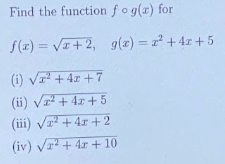 Find the function f ∘ g(x) for
f(x) = √(x + 2), g(x) = x² + 4x + 5
(i) √(x² + 4x + 7)
(ii) √(x² + 4x + 5)
(iii) √(x² + 4x + 2)
(iv) √(x² + 4x + 10)